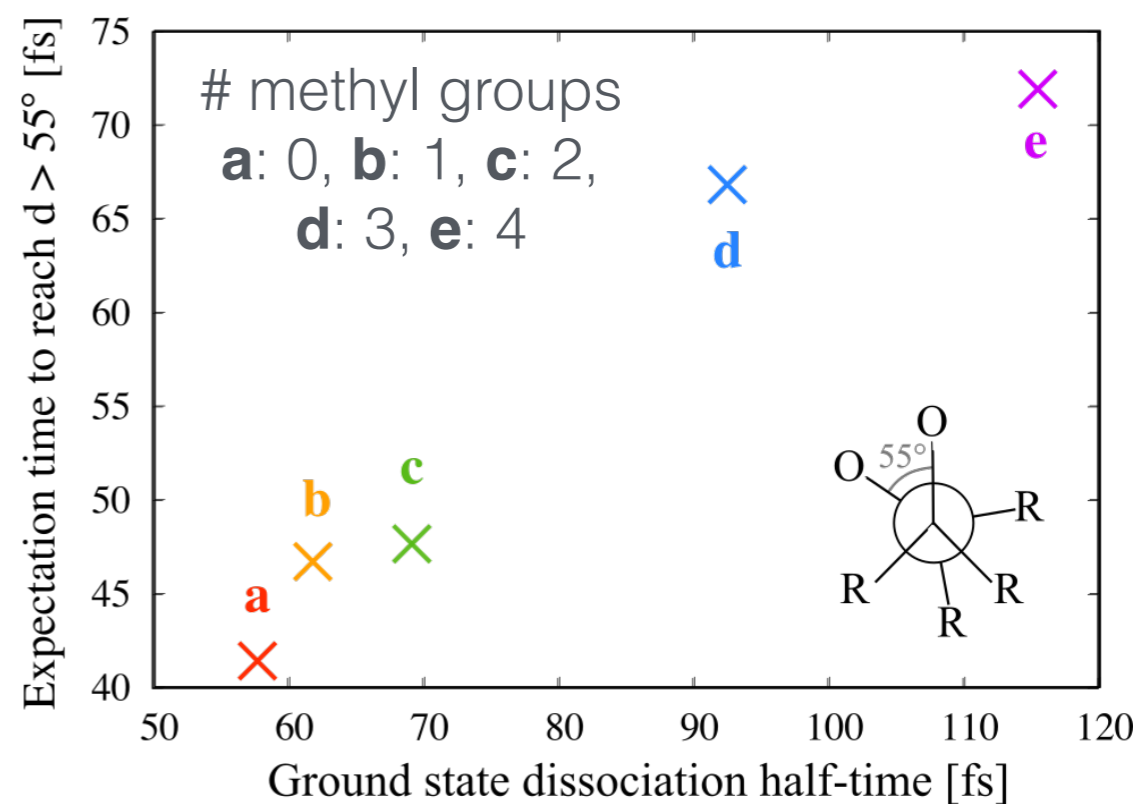 Expectation time to reach d > 55° [fs]
75
70
65
60
55
50
45
40
# methyl groups
a: 0, b: 1, c: 2,
d: 3, e: 4
e
d
c
b
a
O
O
55°
R
R
R
R
50
60
70
80
90
100
110
120
Ground state dissociation half-time [fs]